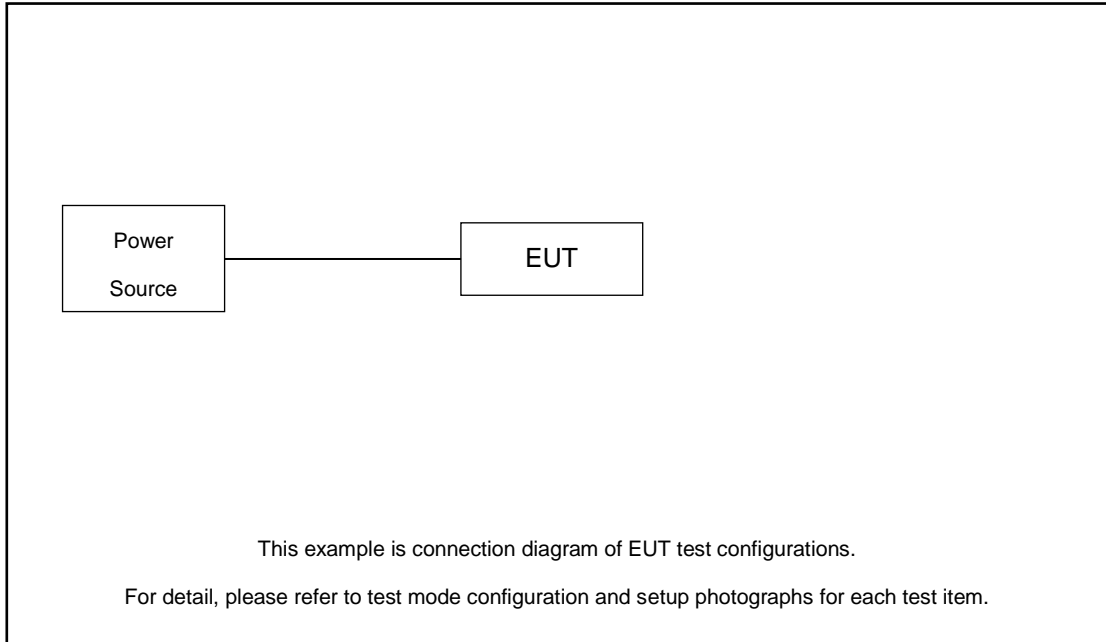 Power
Source
EUT
This example is connection diagram of EUT test configurations.
For detail, please refer to test mode configuration and setup photographs for each test item.